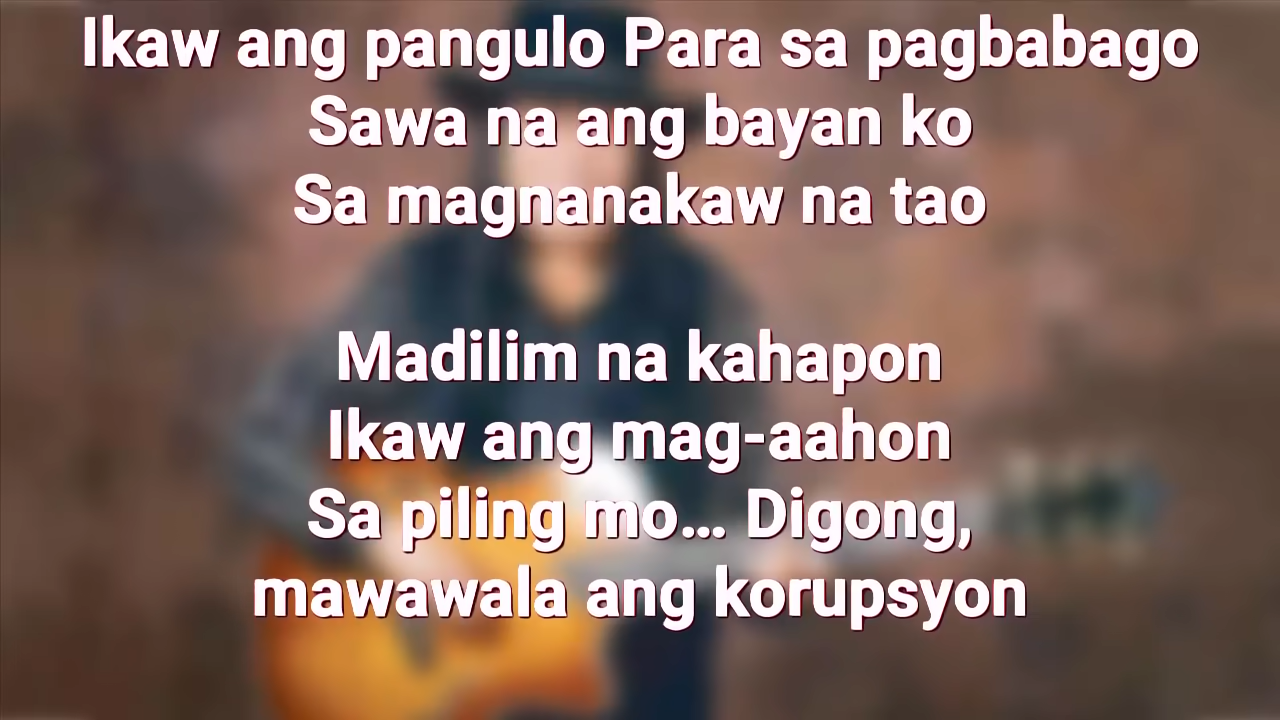 Ikaw ang pangulo Para sa pagbabago
Sawa na ang bayan ko
Sa magnanakaw na tao
Madilim na kahapon
Ikaw ang mag-aahon
Sa piling mo... Digong,
mawawala ang korupsyon